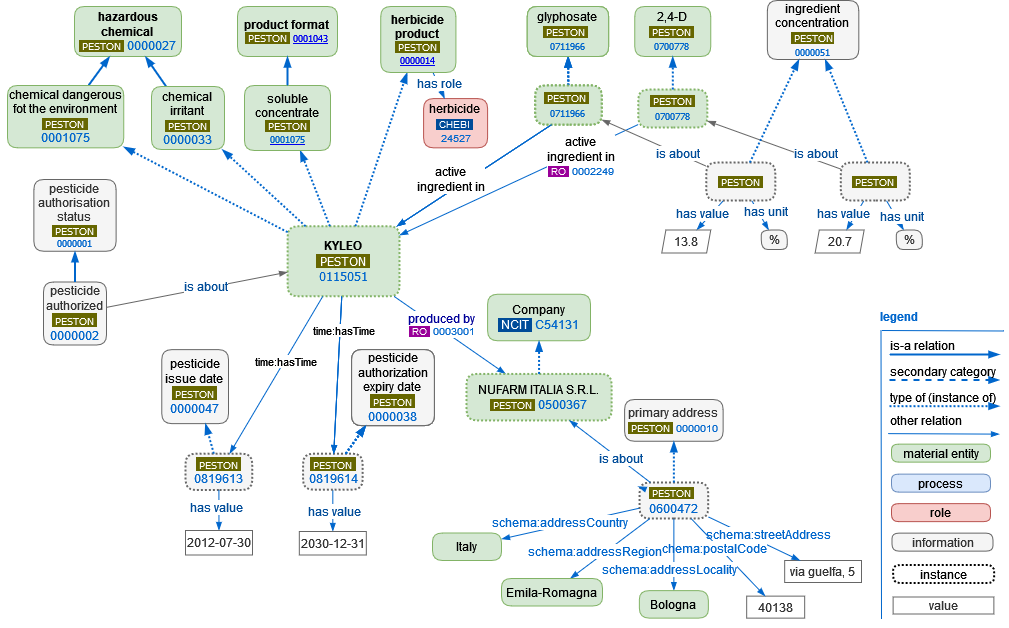 hazardous
chemical
PESTON 0000027
product format
PESTON 0001043
herbicide
product
PESTON
0000014
glyphosate
PESTON
0711966
2,4-D
PESTON
0700778
ingredient
concentration
PESTON
0000051
has role
chemical dangerous
fot the environment
PESTON
0001075
chemical
irritant
PESTON
0000033
soluble
concentrate
PESTON
0001075
herbicide
CHEBI
24527
PESTON
0711966
PESTON
0700778
active
ingredient in
RO 0002249
is about
is about
active
ingredient in
PESTON
PESTON
has value
has unit
has value
has unit
13.8
%
20.7
%
pesticide
authorisation
status
PESTON
0000001
KYLEO
PESTON
0115051
is about
pesticide
authorized
PESTON
0000002
time:hasTime
time:hasTime
produced by
RO 0003001
Company
NCIT C54131
pesticide
issue date
PESTON
0000047
pesticide
authorization
expiry date
PESTON
0000038
NUFARM ITALIA S.R.L.
PESTON 0500367
primary address
PESTON 0000010
is about
PESTON
0819613
PESTON
0819614
PESTON
0600472
has value
has value
2012-07-30
2030-12-31
schema:addressCountry
schema:streetAddress
schema:addressRegion
chema:postalCode
schema:addressLocality
Italy
via guelfa, 5
Emila-Romagna
Bologna
40138
legend
is-a relation
secondary category
type of (instance of)
other relation
material entity
process
role
information
instance
value